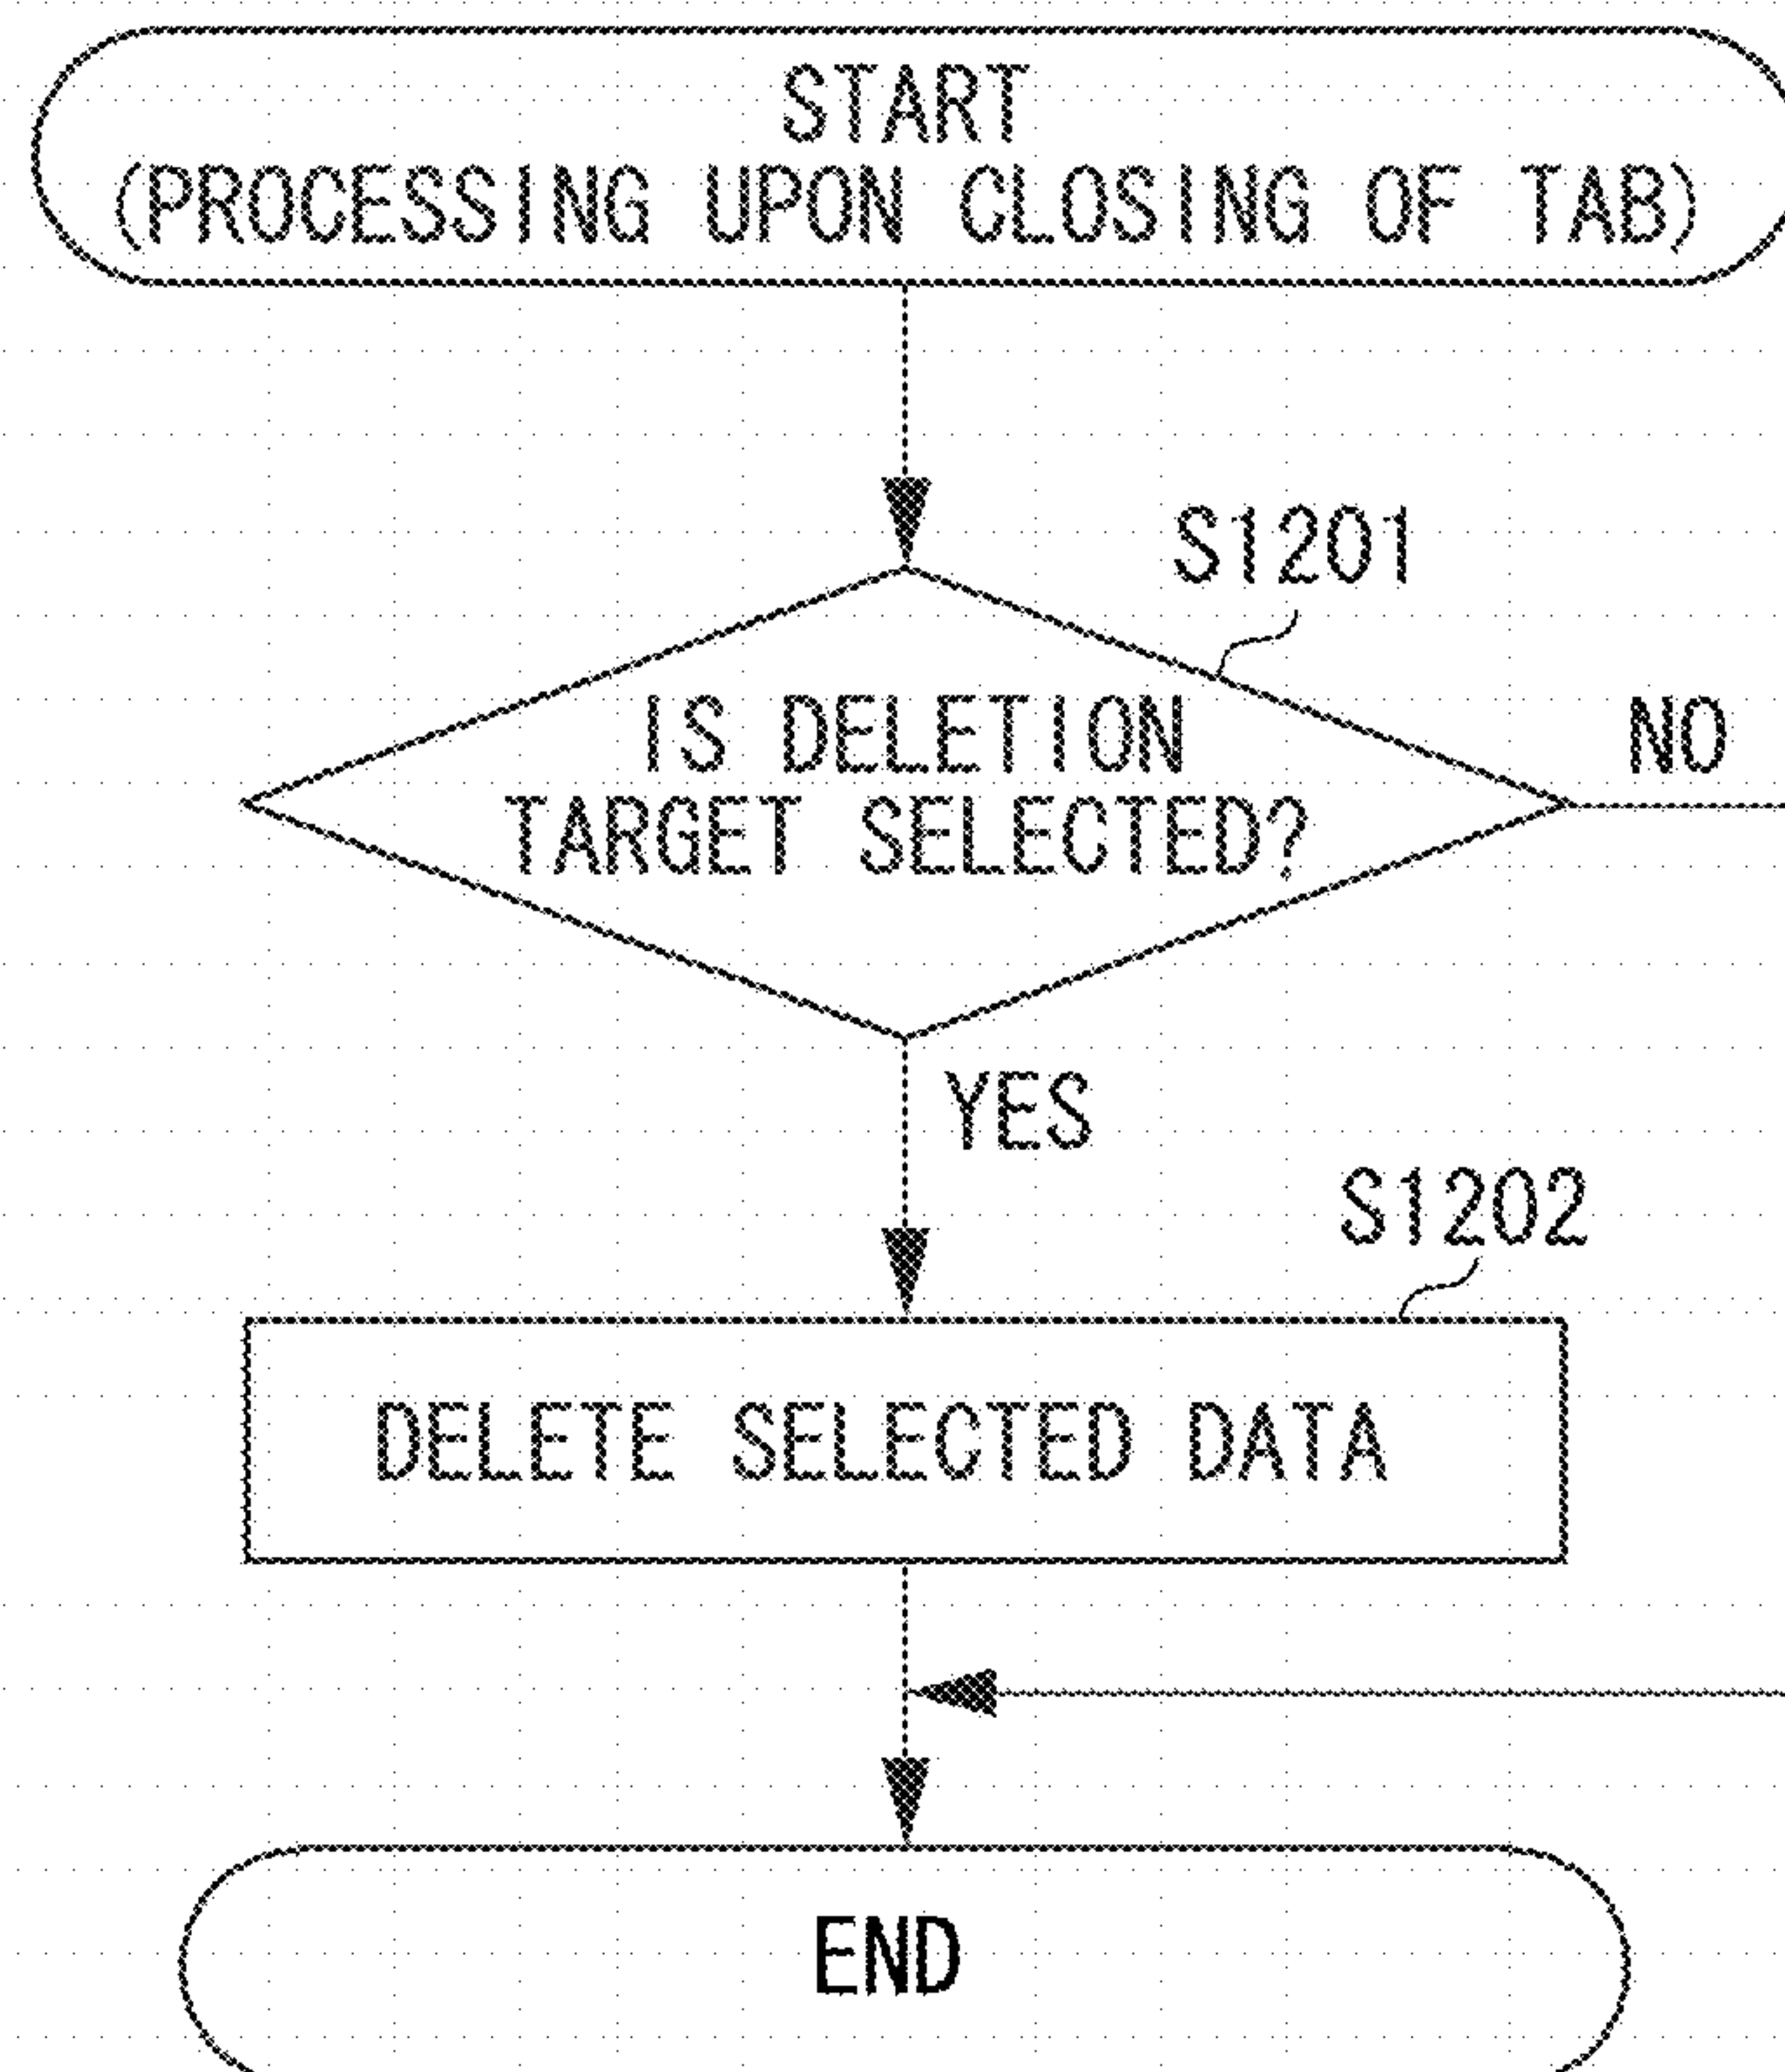 START
(PROCESSING UPON CLOSING OF TAB)
S1201
IS DELETION
TARGET SELECTED?
NO
YES
S1202
DELETE SELECTED DATA
END